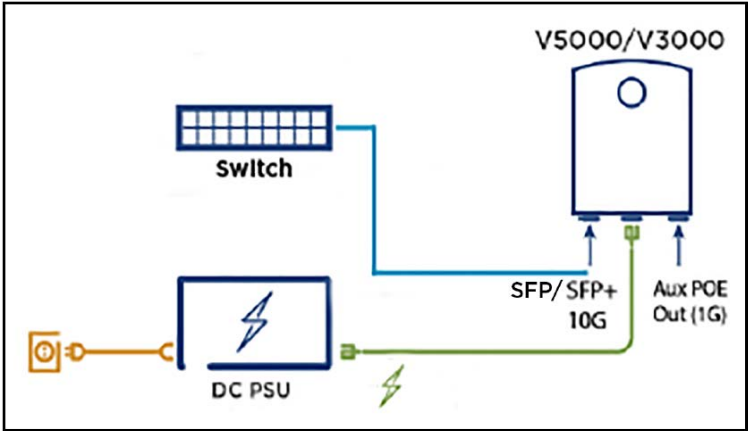 V5000/V3000
Switch
SFP/ SFP+
10G
Aux POE
Out (1G)
DC PSU